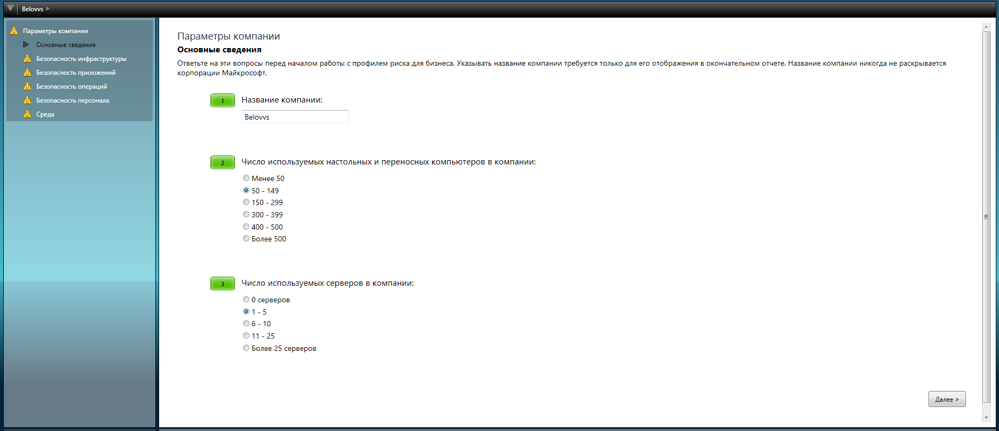 Belovvs
Параметры компании
Основные сведения
Безопасность инфраструктуры
Безопасность приложений
Безопасность операций
Безопасность персонала
Среда
Параметры компании
Основные сведения
Ответьте на эти вопросы перед началом работы с профилем риска для бизнеса. Указывать название компании требуется только для его отображения в окончательном отчете. Название компании никогда не раскрывается
корпорации Майкрософт.
1 Название компании:
Belovvs
2 Число используемых настольных и переносных компьютеров в компании:
Менее 50
50 - 149
150 - 299
300 - 399
400 - 500
Более 500
3 Число используемых серверов в компании:
0 серверов
1 - 5
6 - 10
11 - 25
Более 25 серверов
Далее >